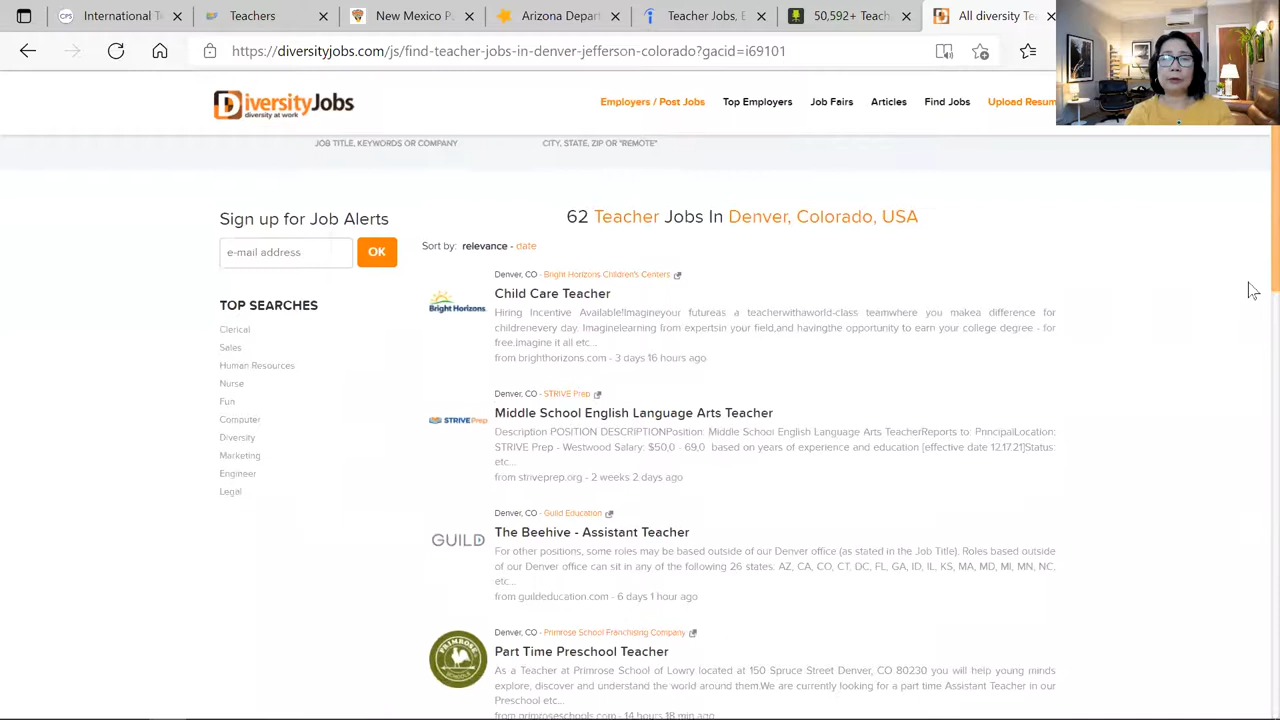 International Te
New Mexico P
Arizona Depart
Teacher Jobs, E
50,592+ Teach
All diversity Te
https://diversityjobs.com/js/find-teacher-jobs-in-denver-jefferson-colorado?gacid=i69101
DiversityJobs
diversity at work
Employers / Post Jobs
Top Employers
Job Fairs
Articles
Find Jobs
Upload Resum
JOB TITLE, KEYWORDS OR COMPANY
CITY, STATE, ZIP OR "REMOTE"
Sign up for Job Alerts
e-mail address
OK
TOP SEARCHES
Clerical
Sales
Human Resources
Nurse
Fun
Computer
Diversity
Marketing
Engineer
Legal
62 Teacher Jobs In Denver, Colorado, USA
Sort by: relevance - date
Denver, CO - Bright Horizons Children's Centers
Bright Horizons.
Child Care Teacher
Hiring Incentive Available!Imagineyour futureas a teacherwithaworld-class teamwhere you makea difference for
childrenevery day. Imaginelearning from expertsin your field,and havingthe opportunity to earn your college degree - for
free.Imagine it all etc...
from brighthorizons.com - 3 days 16 hours ago
Denver, CO - STRIVE Prep
STRIVE Prep
Middle School English Language Arts Teacher
Description POSITION DESCRIPTIONPosition: Middle School English Language Arts TeacherReports to: PrincipalLocation:
STRIVE Prep - Westwood Salary: $50,0 - 69,0 based on years of experience and education [effective date 12.17.21]Status:
etc...
from striveprep.org - 2 weeks 2 days ago
Denver, CO - Guild Education
GUILD
The Beehive - Assistant Teacher
For other positions, some roles may be based outside of our Denver office (as stated in the Job Title). Roles based outside
of our Denver office can sit in any of the following 26 states: AZ, CA, CO, CT, DC, FL, GA, ID, IL, KS, MA, MD, MI, MN, NC,
etc...
from guildeducation.com - 6 days 1 hour ago
Denver, CO - Primrose School Franchising Company
PRIMROSE
SCHOOLS
Part Time Preschool Teacher
As a Teacher at Primrose School of Lowry located at 150 Spruce Street Denver, CO 80230 you will help young minds
explore, discover and understand the world around them.We are currently looking for a part time Assistant Teacher in our
Preschool etc...
from primroseschools.com - 14 hours 18 min ago